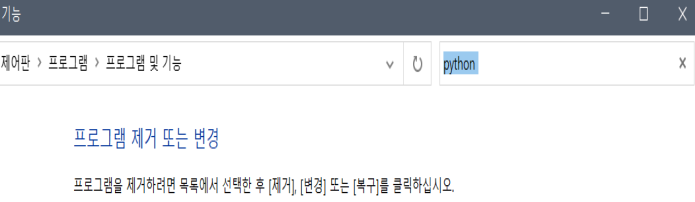 기능
제어판 > 프로그램 > 프로그램 및 기능
python
프로그램 제거 또는 변경
프로그램을 제거하려면 목록에서 선택한 후 [제거], [변경] 또는 [복구]를 클릭하십시오.